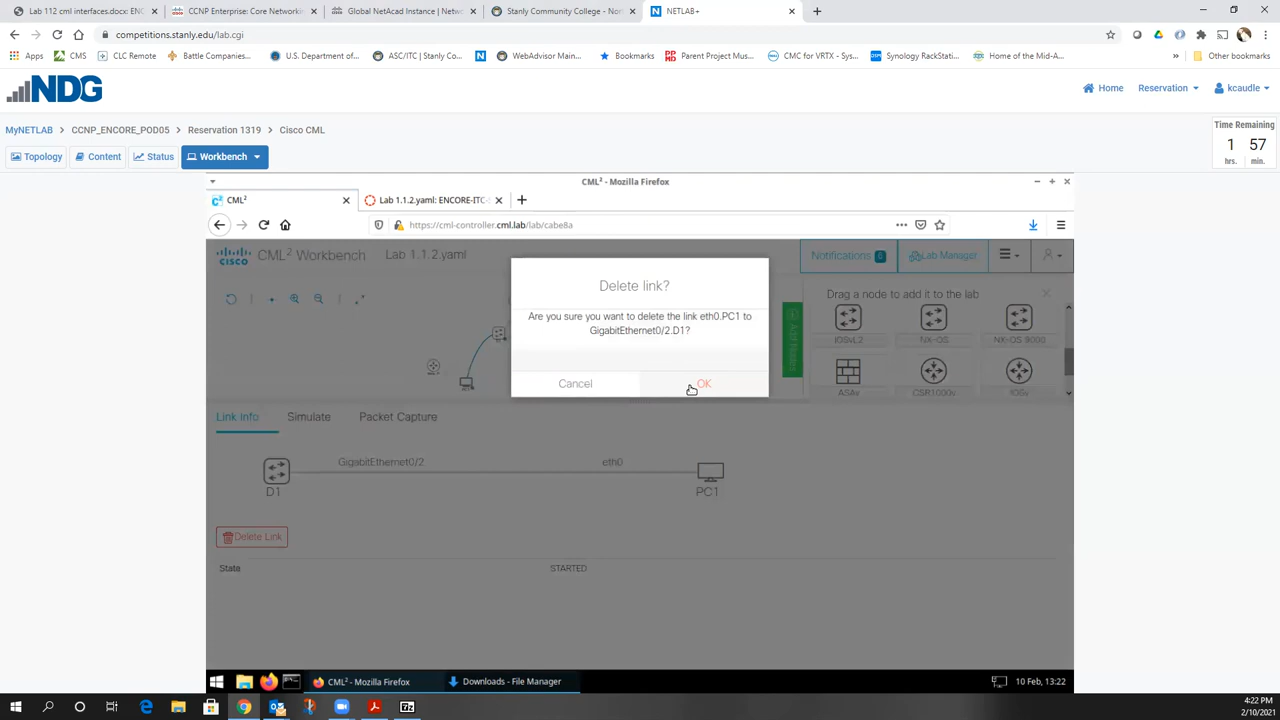 Lab 112 cml interfaces.docx: ENC
CCNP Enterprise: Core Networkin
Global NetAcad Instance | Netw
Stanly Community College - Nor
NETLAB+
competitions.stanly.edu/lab.cgi
Apps
CMS
CLC Remote
Battle Companies...
U.S. Department of...
ASC/ITC | Stanly Co...
WebAdvisor Main...
Bookmarks
Parent Project Mus...
CMC for VRTX - Sys...
Synology RackStati...
Home of the Mid-A...
»
Other bookmarks
NDG
Home
Reservation
kcaudle
MyNETLAB > CCNP_ENCORE_POD05 > Reservation 1319 > Cisco CML
Time Remaining
1 57
hrs. min.
Topology
Content
Status
Workbench
CML² - Mozilla Firefox
CML²
Lab 1.1.2.yaml: ENCORE-ITC-
https://cml-controller.cml.lab/lab/cabe8a
CISCO
CML² Workbench
Lab 1.1.2.yaml
Notifications
Lab Manager
Delete link?
Are you sure you want to delete the link eth0.PC1 to
GigabitEthernet0/2.D1?
Cancel
OK
Add Nodes
Drag a node to add it to the lab
IOSvL2
NX-OS
NX-OS 9000
ASAv
CSR1000v
IOSv
Link Info
Simulate
Packet Capture
GigabitEthernet0/2
eth0
D1
PC1
Delete Link
State
STARTED
CML² - Mozilla Firefox
Downloads - File Manager
10 Feb, 13:22
4:22 PM
2/10/2021